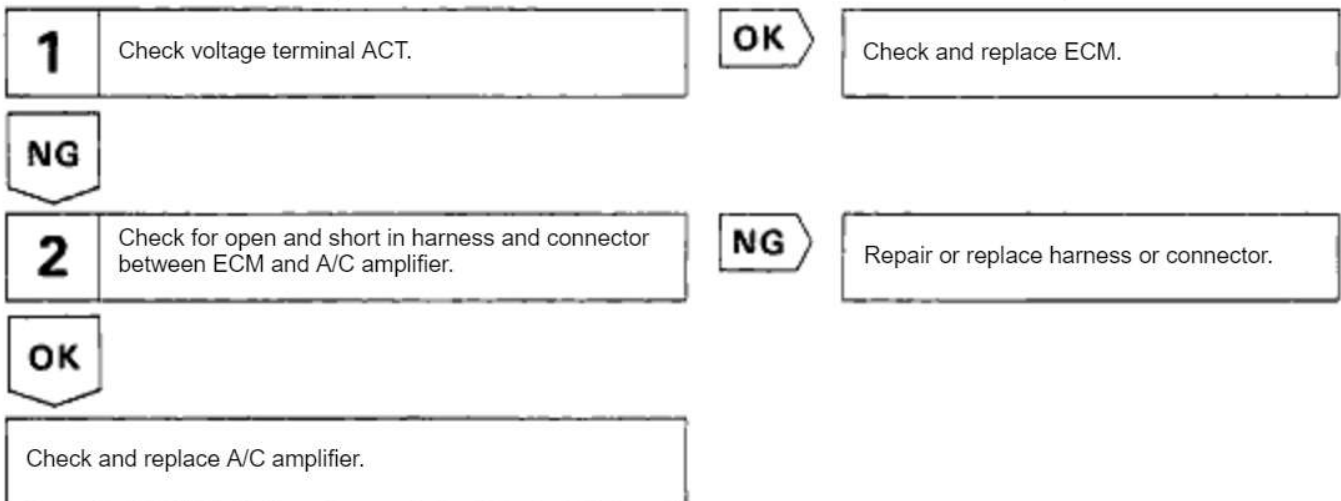 1
Check voltage terminal ACT.
OK
Check and replace ECM.
NG
2
Check for open and short in harness and connector
between ECM and A/C amplifier.
NG
Repair or replace harness or connector.
OK
Check and replace A/C amplifier.